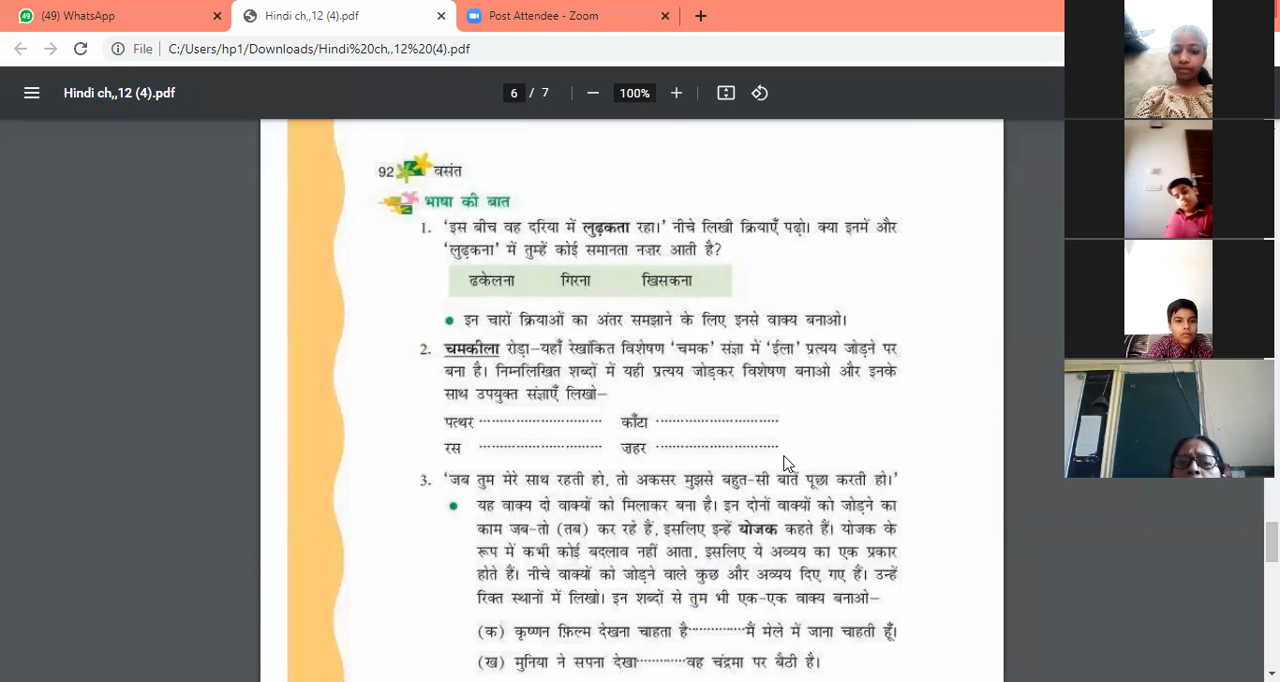 (49) WhatsApp
Hindi ch,,12 (4).pdf
Post Attendee - Zoom
File
C:/Users/hp1/Downloads/Hindi%20ch,,12%20(4).pdf
Hindi ch,,12 (4).pdf
6 / 7
100%
92 वसंत
भाषा की बात
1. ‘इस बीच वह दरिया में लुढ़कता रहा।’ नीचे लिखी क्रियाएँ पढ़ो। क्या इनमें और
‘लुढ़कना’ में तुम्हें कोई समानता नज़र आती है?
ढकेलना गिरना खिसकना
• इन चारों क्रियाओं का अंतर समझाने के लिए इनसे वाक्य बनाओ।
2. चमकीला रोड़ा–यहाँ रेखांकित विशेषण ‘चमक’ संज्ञा में ‘ईला’ प्रत्यय जोड़ने पर
बना है। निम्नलिखित शब्दों में यही प्रत्यय जोड़कर विशेषण बनाओ और इनके
साथ उपयुक्त संज्ञाएँ लिखो–
पत्थर ................................ काँटा ................................
रस ................................ ज़हर ................................
3. ‘जब तुम मेरे साथ रहती हो, तो अकसर मुझसे बहुत-सी बातें पूछा करती हो।’
• यह वाक्य दो वाक्यों को मिलाकर बना है। इन दोनों वाक्यों को जोड़ने का
काम जब-तो (तब) कर रहे हैं, इसलिए इन्हें योजक कहते हैं। योजक के
रूप में कभी कोई बदलाव नहीं आता, इसलिए ये अव्यय का एक प्रकार
होते हैं। नीचे वाक्यों को जोड़ने वाले कुछ और अव्यय दिए गए हैं। उन्हें
रिक्त स्थानों में लिखो। इन शब्दों से तुम भी एक-एक वाक्य बनाओ–
(क) कृष्णन फ़िल्म देखना चाहता है.............मैं मेले में जाना चाहती हूँ।
(ख) मुनिया ने सपना देखा............वह चंद्रमा पर बैठी है।